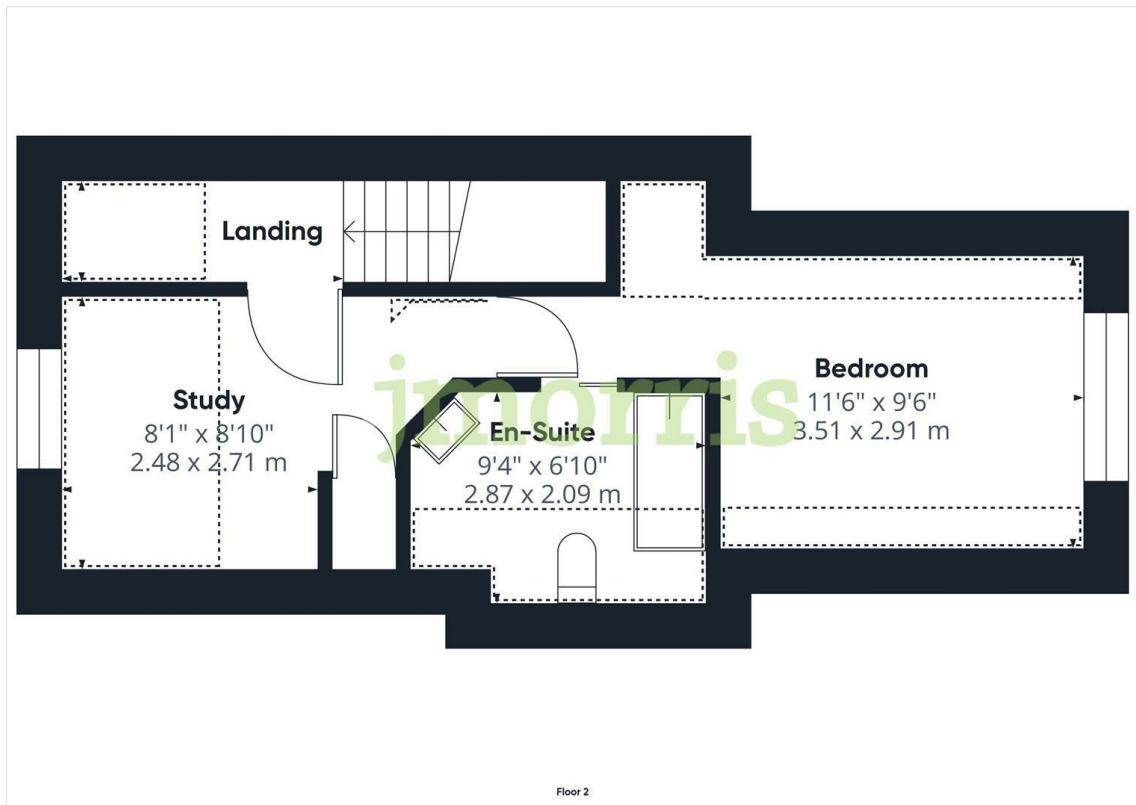 Landing
Study
8'1" x 8'10"
2.48 x 2.71 m
En-Suite
9'4" x 6'10"
2.87 x 2.09 m
Bedroom
11'6" x 9'6"
3.51 x 2.91 m
jmorris
Floor 2